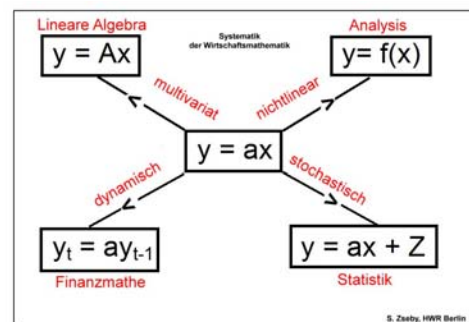 Systematik
der Wirtschaftsmathematik
Lineare Algebra
y = Ax
Analysis
y= f(x)
multivariat
nichtlinear
y = ax
dynamisch
stochastisch
yₜ = ayₜ₋₁
Finanzmathe
y = ax + Z
Statistik
S. Zseby, HWR Berlin